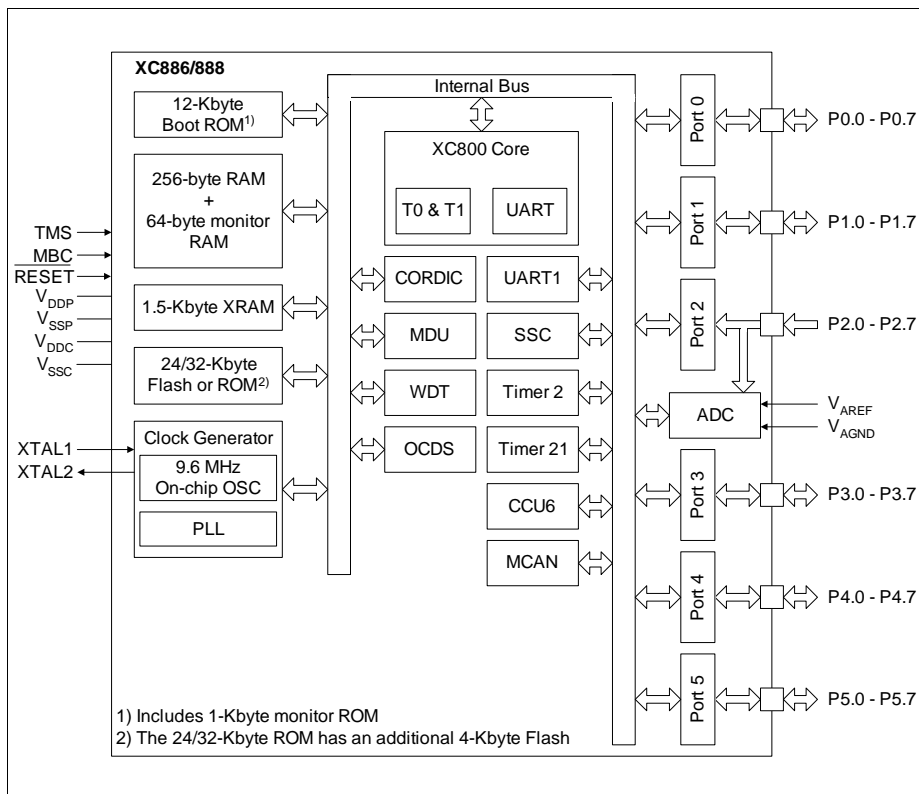 XC886/888
Internal Bus
12-Kbyte
Boot ROM1)
256-byte RAM
+
64-byte monitor
RAM
1.5-Kbyte XRAM
24/32-Kbyte
Flash or ROM2)
Clock Generator
9.6 MHz
On-chip OSC
PLL
TMS
MBC
RESET
VDDP
VSSP
VDDC
VSSC
XTAL1
XTAL2
XC800 Core
T0 & T1
UART
CORDIC
UART1
MDU
SSC
WDT
Timer 2
OCDS
Timer 21
CCU6
MCAN
Port 0
P0.0 - P0.7
Port 1
P1.0 - P1.7
Port 2
P2.0 - P2.7
ADC
VAREF
VAGND
Port 3
P3.0 - P3.7
Port 4
P4.0 - P4.7
Port 5
P5.0 - P5.7
1) Includes 1-Kbyte monitor ROM
2) The 24/32-Kbyte ROM has an additional 4-Kbyte Flash